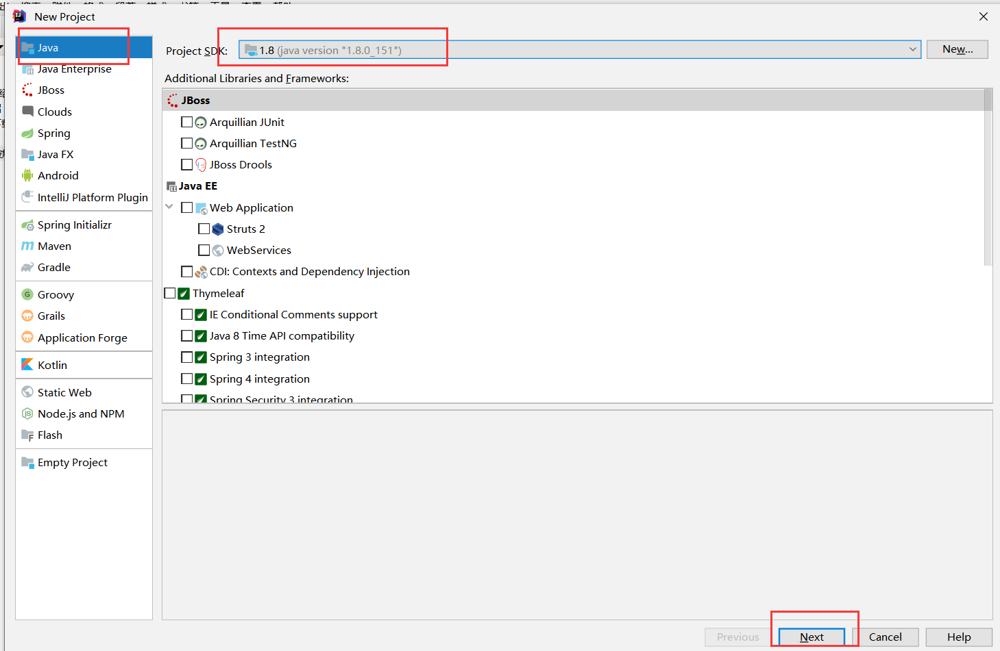 New Project
Java
Java Enterprise
JBoss
Clouds
Spring
Java FX
Android
IntelliJ Platform Plugin
Spring Initializr
Maven
Gradle
Groovy
Grails
Application Forge
Kotlin
Static Web
Node.js and NPM
Flash
Empty Project
Project SDK: 1.8 (java version "1.8.0_151") New...
Additional Libraries and Frameworks:
JBoss
Arquillian JUnit
Arquillian TestNG
JBoss Drools
Java EE
Web Application
Struts 2
WebServices
CDI: Contexts and Dependency Injection
Thymeleaf
IE Conditional Comments support
Java 8 Time API compatibility
Spring 3 integration
Spring 4 integration
Spring Security 3 integration
Previous Next Cancel Help